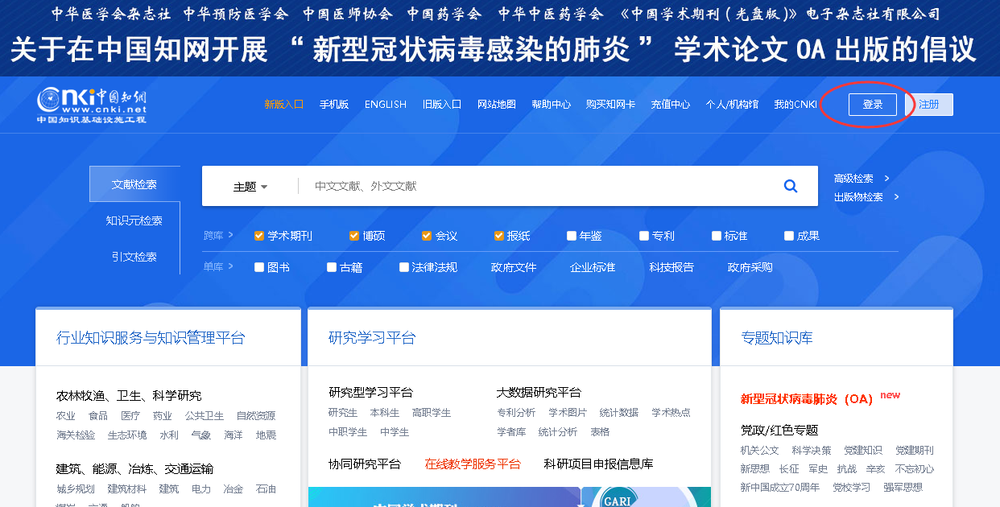 中华医学会杂志社 中华预防医学会 中国医师协会 中国药学会 中华中医药学会 《中国学术期刊(光盘版)》电子杂志社有限公司
关于在中国知网开展“新型冠状病毒感染的肺炎”学术论文OA出版的倡议
cnki中国知网
www.cnki.net
中国知识基础设施工程
新版入口 手机版 ENGLISH 旧版入口 网站地图 帮助中心 购买知网卡 充值中心 个人/机构馆 我的CNKI 登录 注册
文献检索
知识元检索
引文检索
主题 中文文献、外文文献
高级检索 >
出版物检索 >
跨库 > 学术期刊 博硕 会议 报纸 年鉴 专利 标准 成果
单库 > 图书 古籍 法律法规 政府文件 企业标准 科技报告 政府采购
行业知识服务与知识管理平台
农林牧渔、卫生、科学研究
农业 食品 医疗 药业 公共卫生 自然资源
海关检验 生态环境 水利 气象 海洋 地震
建筑、能源、冶炼、交通运输
城乡规划 建筑材料 建筑 电力 冶金 石油
研究学习平台
研究型学习平台
研究生 本科生 高职学生
中职学生 中学生
大数据研究平台
专利分析 学术图片 统计数据 学术热点
学者库 统计分析 表格
协同研究平台 在线教学服务平台 科研项目申报信息库
中国学术期刊
GARI
专题知识库
新型冠状病毒肺炎(OA) new
党政/红色专题
机关公文 科学决策 党建知识 党建期刊
新思想 长征 军史 抗战 辛亥 不忘初心
新中国成立70周年 党校学习 强军思想